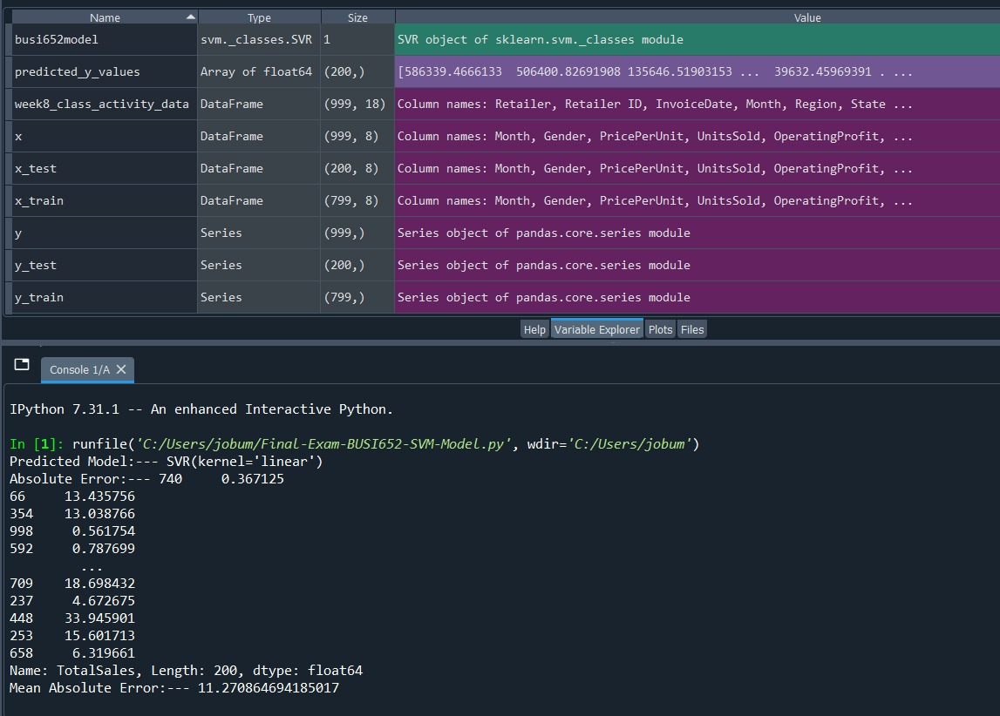 Name Type Size Value
busi652model svm._classes.SVR 1 SVR object of sklearn.svm._classes module
predicted_y_values Array of float64 (200,) [586339.4666133 506400.82691908 135646.51903153 ... 39632.45969391 . ...
week8_class_activity_data DataFrame (999, 18) Column names: Retailer, Retailer ID, InvoiceDate, Month, Region, State ...
x DataFrame (999, 8) Column names: Month, Gender, PricePerUnit, UnitsSold, OperatingProfit, ...
x_test DataFrame (200, 8) Column names: Month, Gender, PricePerUnit, UnitsSold, OperatingProfit, ...
x_train DataFrame (799, 8) Column names: Month, Gender, PricePerUnit, UnitsSold, OperatingProfit, ...
y Series (999,) Series object of pandas.core.series module
y_test Series (200,) Series object of pandas.core.series module
y_train Series (799,) Series object of pandas.core.series module
Help Variable Explorer Plots Files
Console 1/A
IPython 7.31.1 -- An enhanced Interactive Python.
In [1]: runfile('C:/Users/jobum/Final-Exam-BUSI652-SVM-Model.py', wdir='C:/Users/jobum')
Predicted Model:--- SVR(kernel='linear')
Absolute Error:--- 740 0.367125
66 13.435756
354 13.038766
998 0.561754
592 0.787699
...
709 18.698432
237 4.672675
448 33.945901
253 15.601713
658 6.319661
Name: TotalSales, Length: 200, dtype: float64
Mean Absolute Error:--- 11.270864694185017